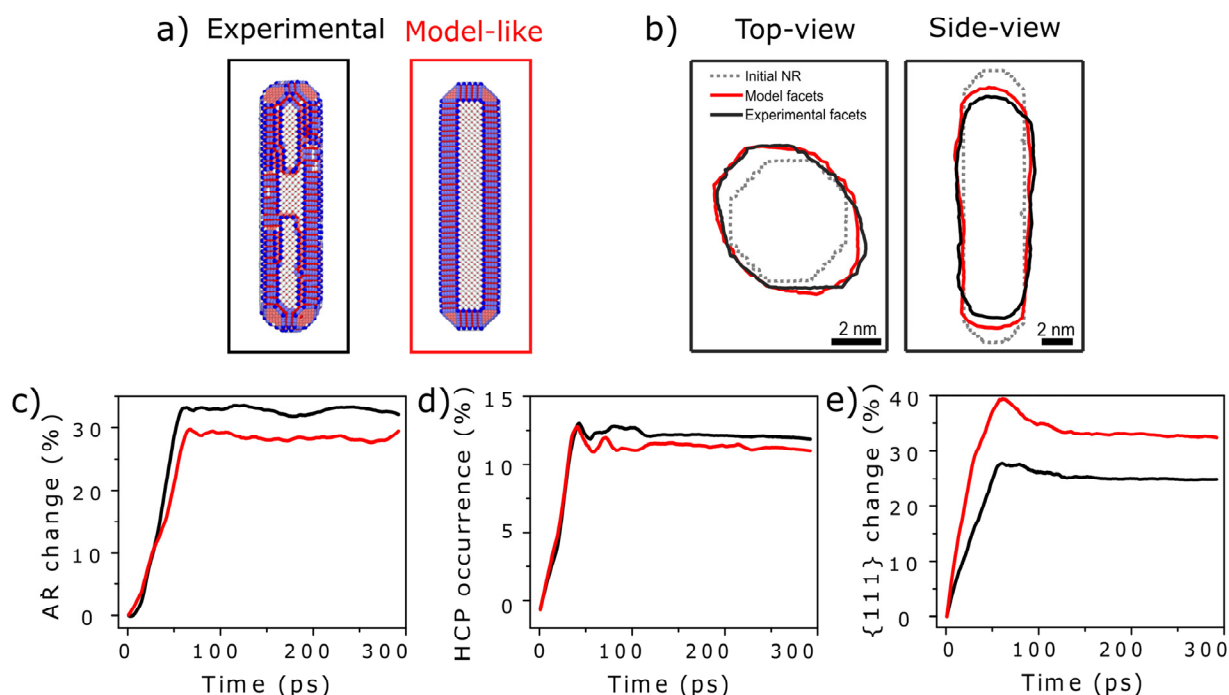 a) Experimental Model-like
b) Top-view Side-view
Initial NR
Model facets
Experimental facets
2 nm
2 nm
c)
AR change (%)
30
20
10
0
0 100 200 300
Time (ps)
d)
HCP occurrence (%)
15
10
5
0
0 100 200 300
Time (ps)
e)
{111} change (%)
40
30
20
10
0
0 100 200 300
Time (ps)